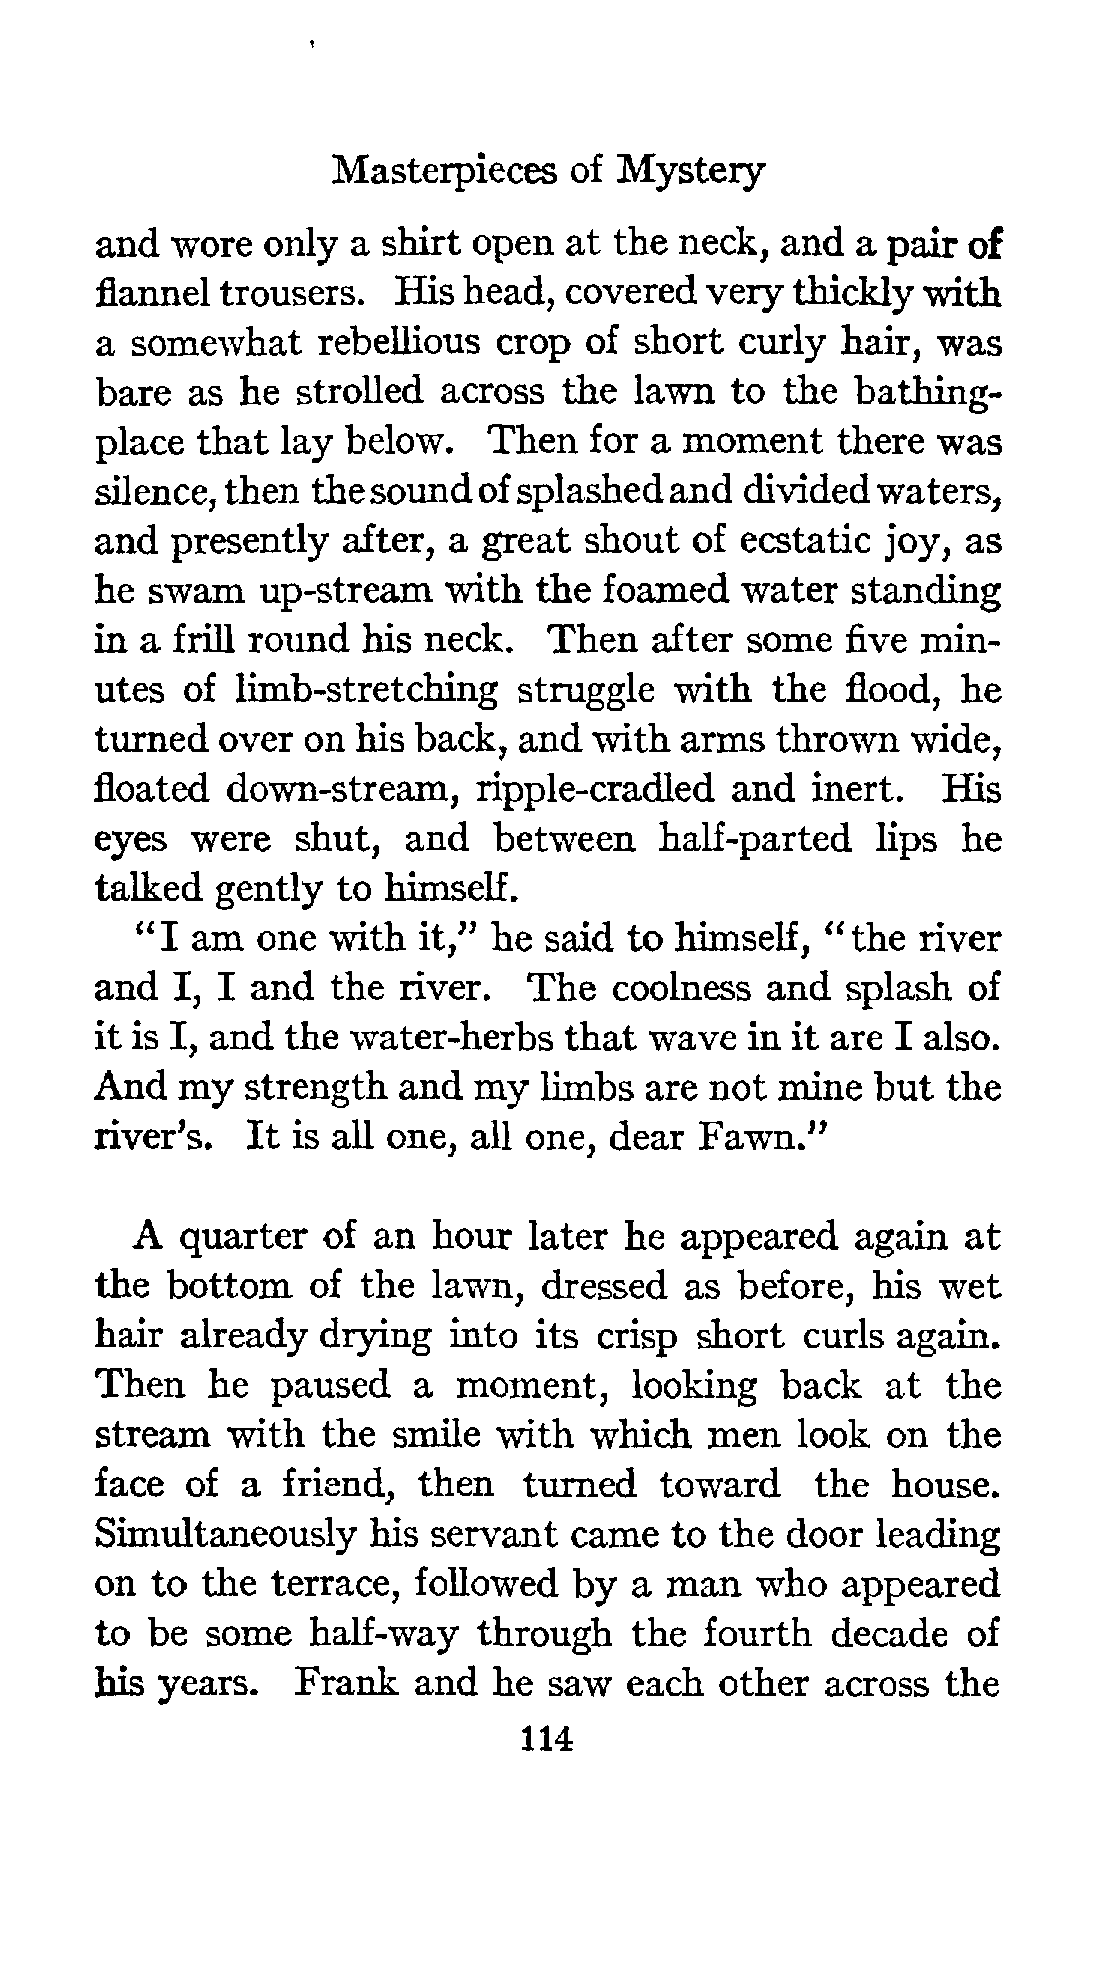 Masterpieces of Mystery
and wore only a shirt open at the neck, and a pair of
flannel trousers. His head, covered very thickly with
a somewhat rebellious crop of short curly hair, was
bare as he strolled across the lawn to the bathing-
place that lay below. Then for a moment there was
silence, then the sound of splashed and divided waters,
and presently after, a great shout of ecstatic joy, as
he swam up-stream with the foamed water standing
in a frill round his neck. Then after some five min-
utes of limb-stretching struggle with the flood, he
turned over on his back, and with arms thrown wide,
floated down-stream, ripple-cradled and inert. His
eyes were shut, and between half-parted lips he
talked gently to himself.
"I am one with it," he said to himself, "the river
and I, I and the river. The coolness and splash of
it is I, and the water-herbs that wave in it are I also.
And my strength and my limbs are not mine but the
river's. It is all one, all one, dear Fawn."
A quarter of an hour later he appeared again at
the bottom of the lawn, dressed as before, his wet
hair already drying into its crisp short curls again.
Then he paused a moment, looking back at the
stream with the smile with which men look on the
face of a friend, then turned toward the house.
Simultaneously his servant came to the door leading
on to the terrace, followed by a man who appeared
to be some half-way through the fourth decade of
his years. Frank and he saw each other across the
114